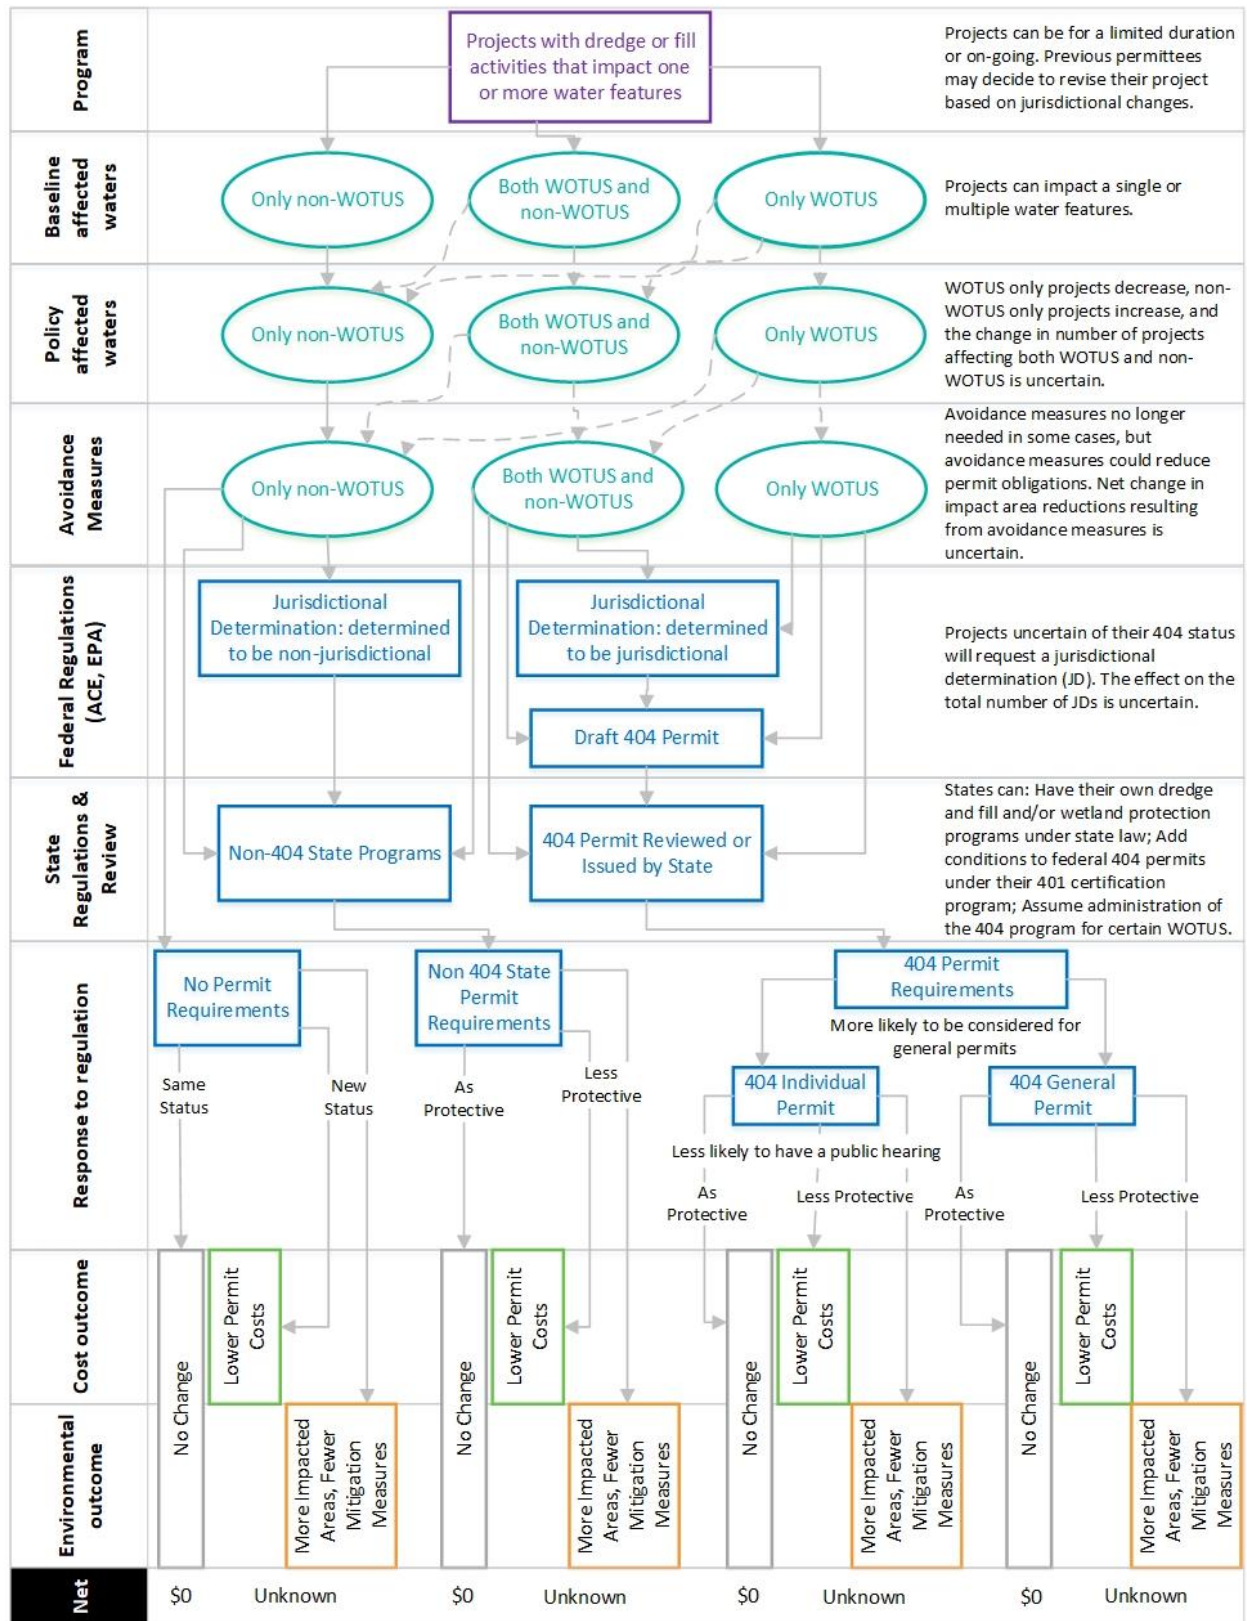 Program
Projects with dredge or fill
activities that impact one
or more water features
Projects can be for a limited duration
or on-going. Previous permittees
may decide to revise their project
based on jurisdictional changes.
Baseline
affected
waters
Only non-WOTUS
Both WOTUS and
non-WOTUS
Only WOTUS
Projects can impact a single or
multiple water features.
Policy
affected
waters
Only non-WOTUS
Both WOTUS and
non-WOTUS
Only WOTUS
WOTUS only projects decrease, non-
WOTUS only projects increase, and
the change in number of projects
affecting both WOTUS and non-
WOTUS is uncertain.
Avoidance
Measures
Only non-WOTUS
Both WOTUS and
non-WOTUS
Only WOTUS
Avoidance measures no longer
needed in some cases, but
avoidance measures could reduce
permit obligations. Net change in
impact area reductions resulting
from avoidance measures is
uncertain.
Federal Regulations
(ACE, EPA)
Jurisdictional
Determination: determined
to be non-jurisdictional
Jurisdictional
Determination: determined
to be jurisdictional
Draft 404 Permit
Projects uncertain of their 404 status
will request a jurisdictional
determination (JD). The effect on the
total number of JDs is uncertain.
State
Regulations &
Review
Non-404 State Programs
404 Permit Reviewed or
Issued by State
States can: Have their own dredge
and fill and/or wetland protection
programs under state law; Add
conditions to federal 404 permits
under their 401 certification
program; Assume administration of
the 404 program for certain WOTUS.
Response to regulation
No Permit
Requirements
Non 404 State
Permit
Requirements
404 Permit
Requirements
More likely to be considered for
general permits
404 Individual
Permit
404 General
Permit
Same
Status
New
Status
As
Protective
Less
Protective
Less likely to have a public hearing
As
Protective
Less Protective
As
Protective
Less Protective
Cost outcome
Environmental
outcome
No Change
Lower Permit
Costs
More Impacted
Areas, Fewer
Mitigation
Measures
No Change
Lower Permit
Costs
More Impacted
Areas, Fewer
Mitigation
Measures
No Change
Lower Permit
Costs
More Impacted
Areas, Fewer
Mitigation
Measures
No Change
Lower Permit
Costs
More Impacted
Areas, Fewer
Mitigation
Measures
Net
$0 Unknown $0 Unknown $0 Unknown $0 Unknown